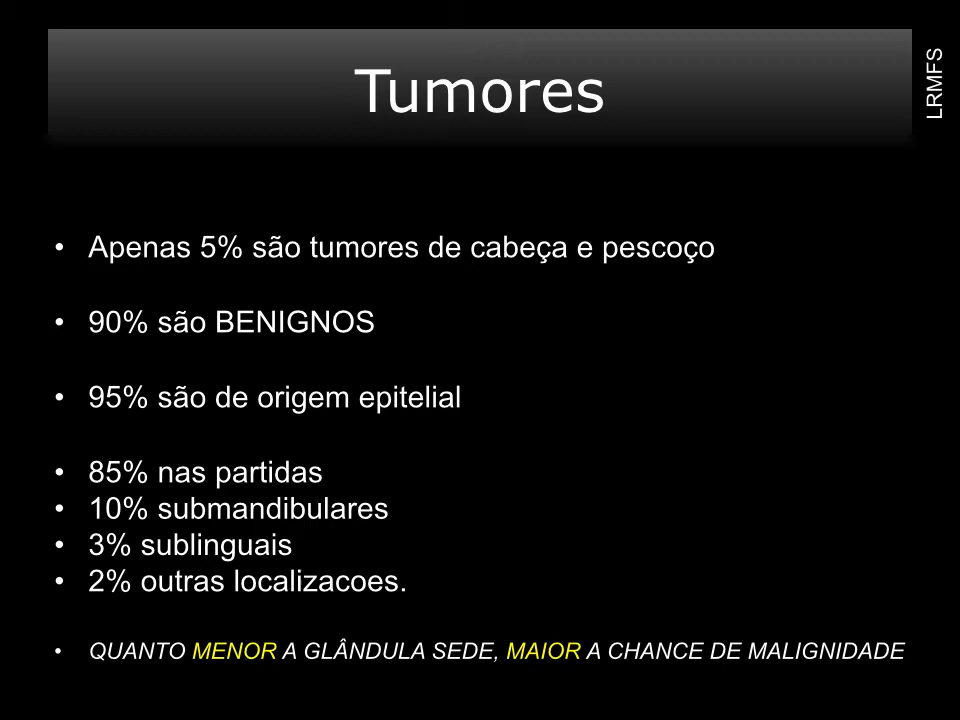 Tumores
LRMFS
• Apenas 5% são tumores de cabeça e pescoço
• 90% são BENIGNOS
• 95% são de origem epitelial
• 85% nas partidas
• 10% submandibulares
• 3% sublinguais
• 2% outras localizacoes.
• QUANTO MENOR A GLÂNDULA SEDE, MAIOR A CHANCE DE MALIGNIDADE